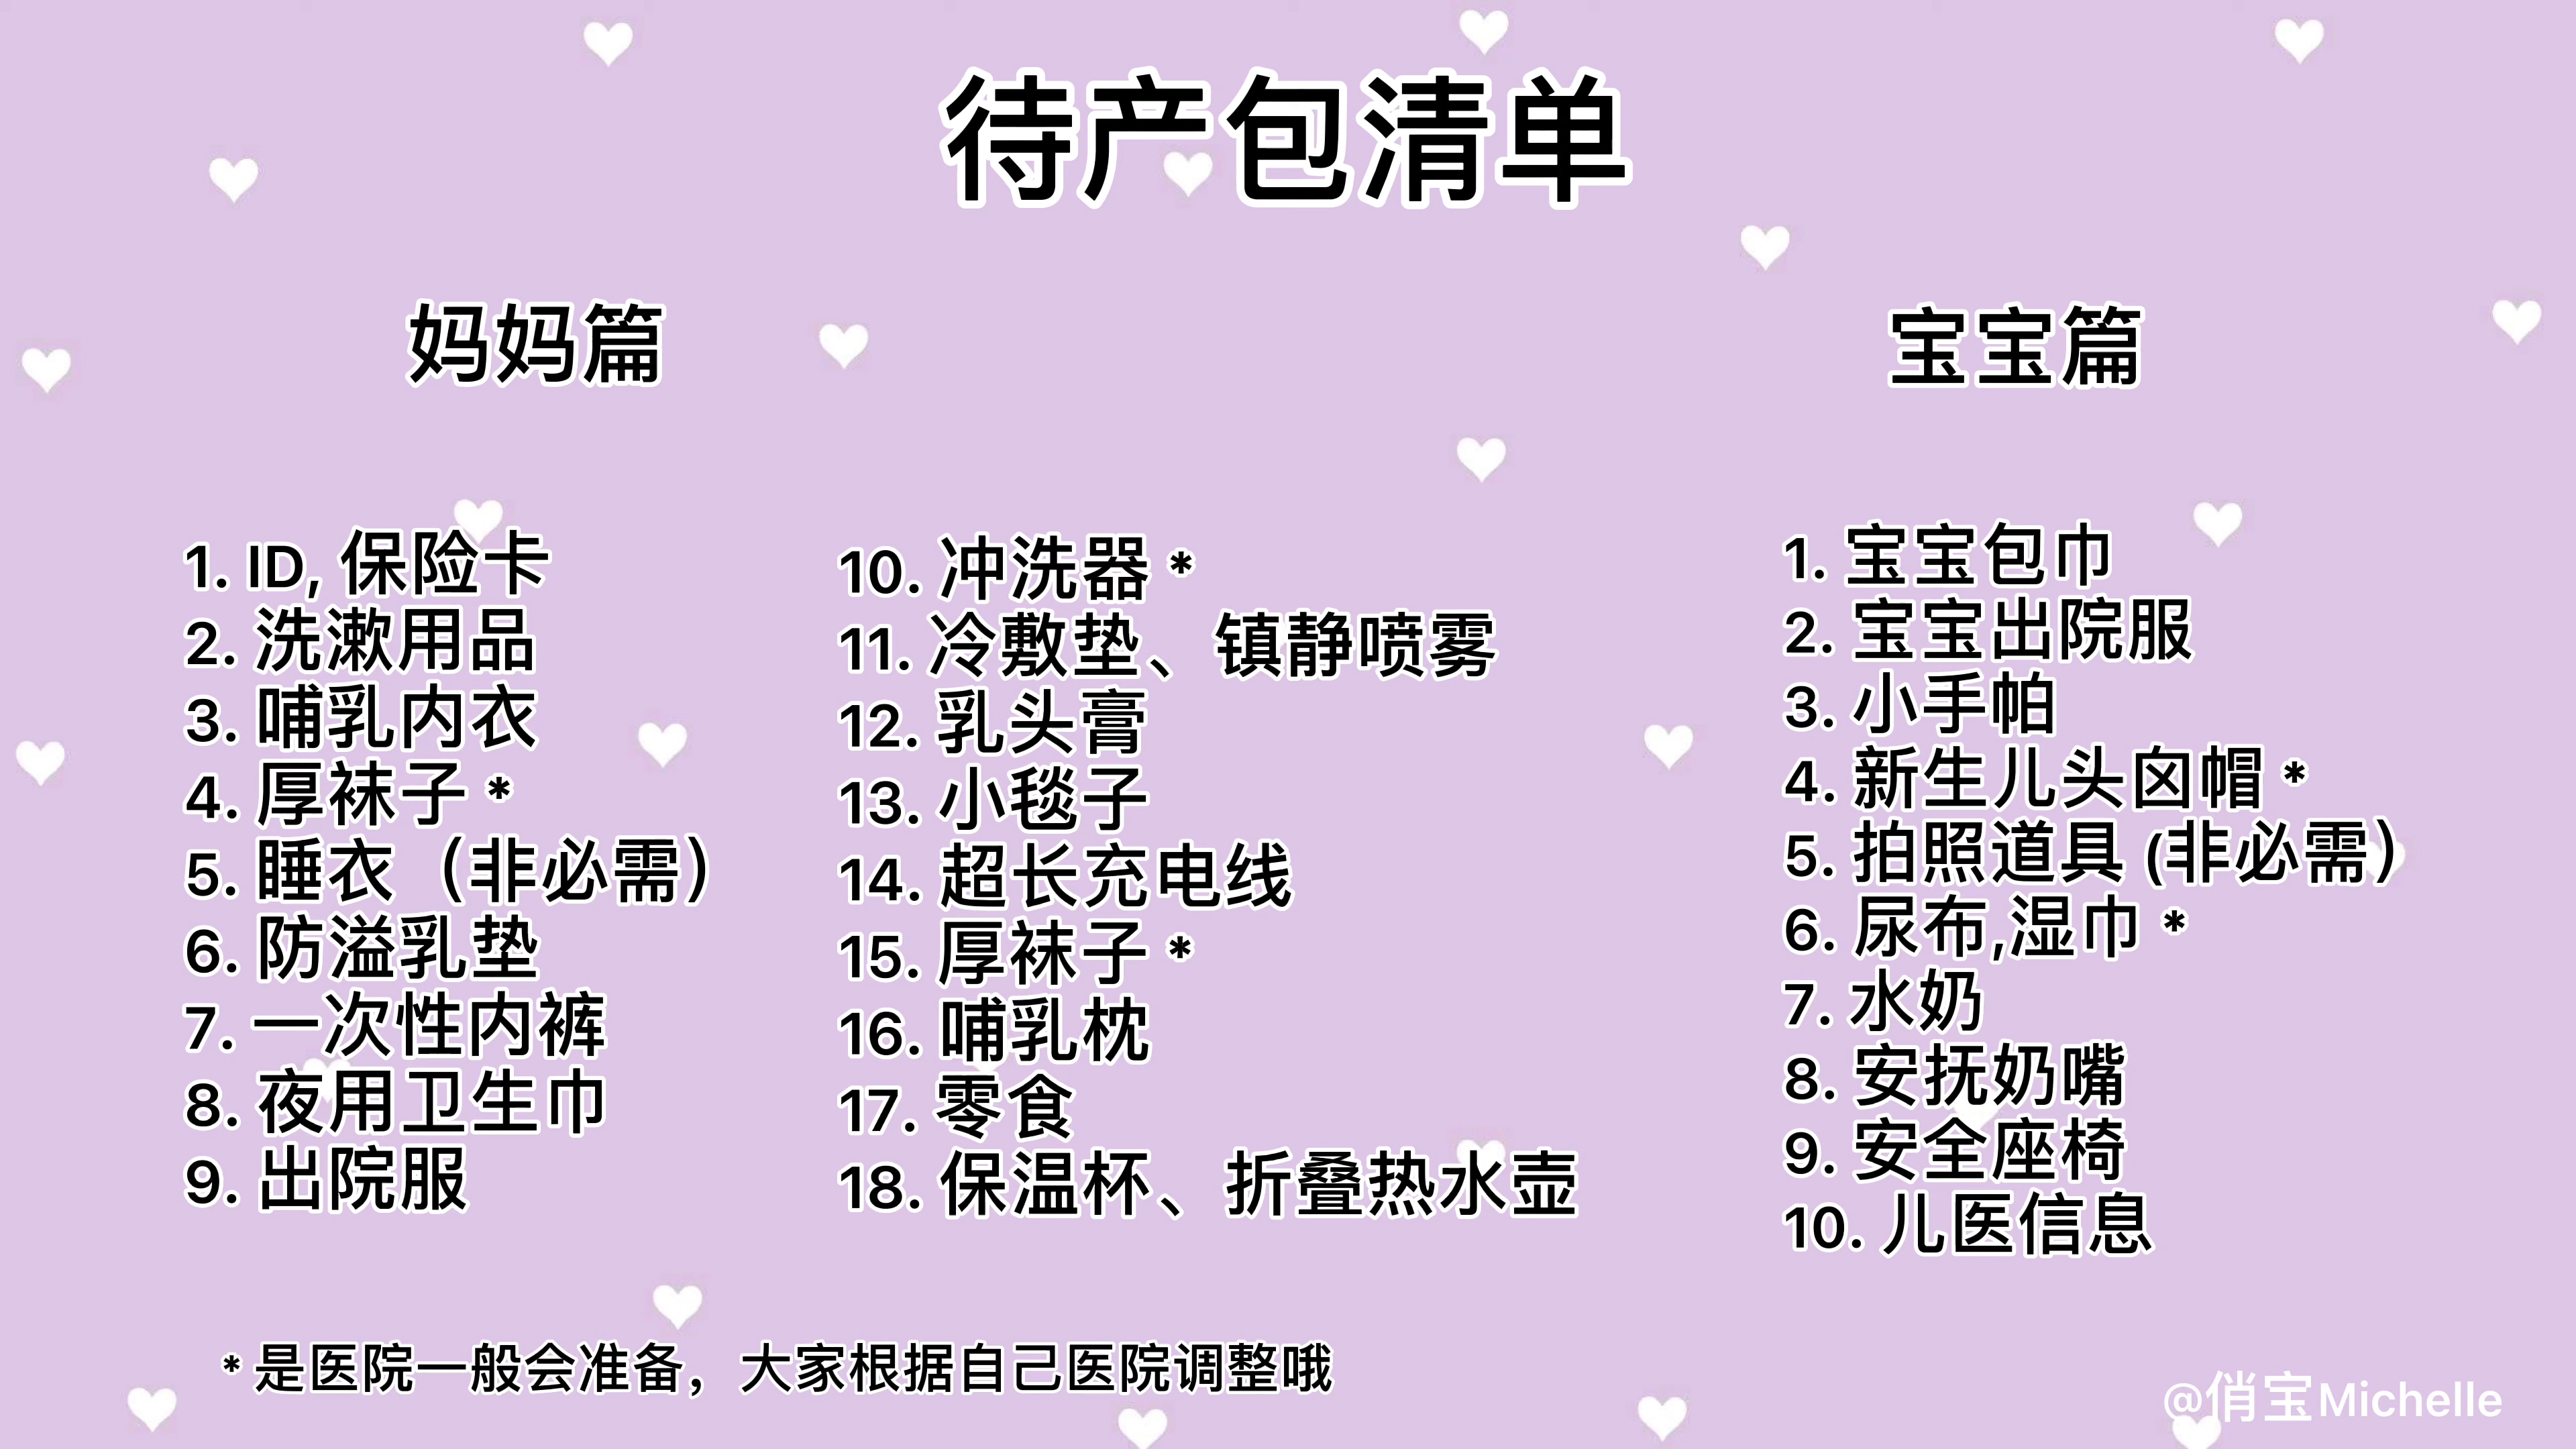 待产包清单
妈妈篇
1. ID, 保险卡
2. 洗漱用品
3. 哺乳内衣
4. 厚袜子 *
5. 睡衣（非必需）
6. 防溢乳垫
7. 一次性内裤
8. 夜用卫生巾
9. 出院服
10. 冲洗器 *
11. 冷敷垫、镇静喷雾
12. 乳头膏
13. 小毯子
14. 超长充电线
15. 厚袜子 *
16. 哺乳枕
17. 零食
18. 保温杯、折叠热水壶
宝宝篇
1. 宝宝包巾
2. 宝宝出院服
3. 小手帕
4. 新生儿头囟帽 *
5. 拍照道具 (非必需）
6. 尿布,湿巾 *
7. 水奶
8. 安抚奶嘴
9. 安全座椅
10. 儿医信息
* 是医院一般会准备，大家根据自己医院调整哦
@俏宝Michelle